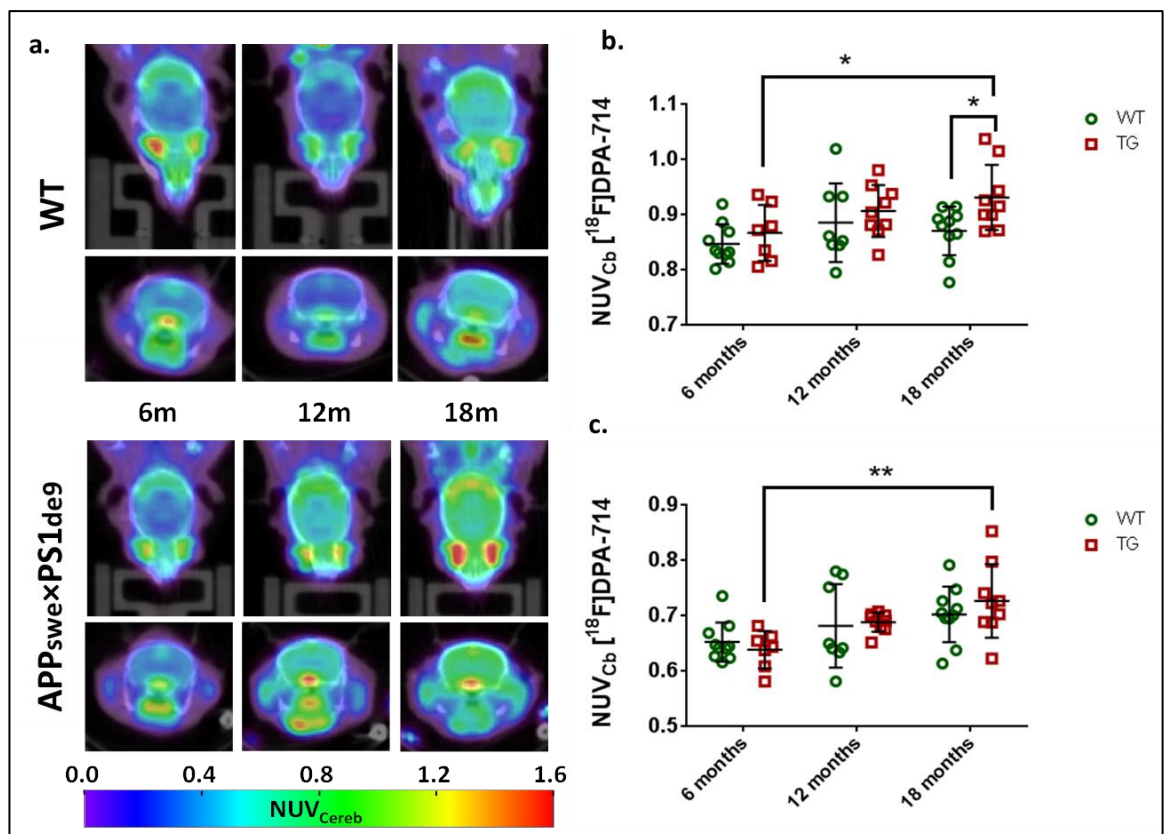 a.
WT
6m 12m 18m
APPswe×PS1de9
0.0 0.4 0.8 1.2 1.6
NUVCereb
b.
NUVCb [18F]DPA-714
1.1
1.0
0.9
0.8
0.7
*
*
WT
TG
6 months
12 months
18 months
c.
NUVCb [18F]DPA-714
0.9
0.8
0.7
0.6
0.5
**
WT
TG
6 months
12 months
18 months